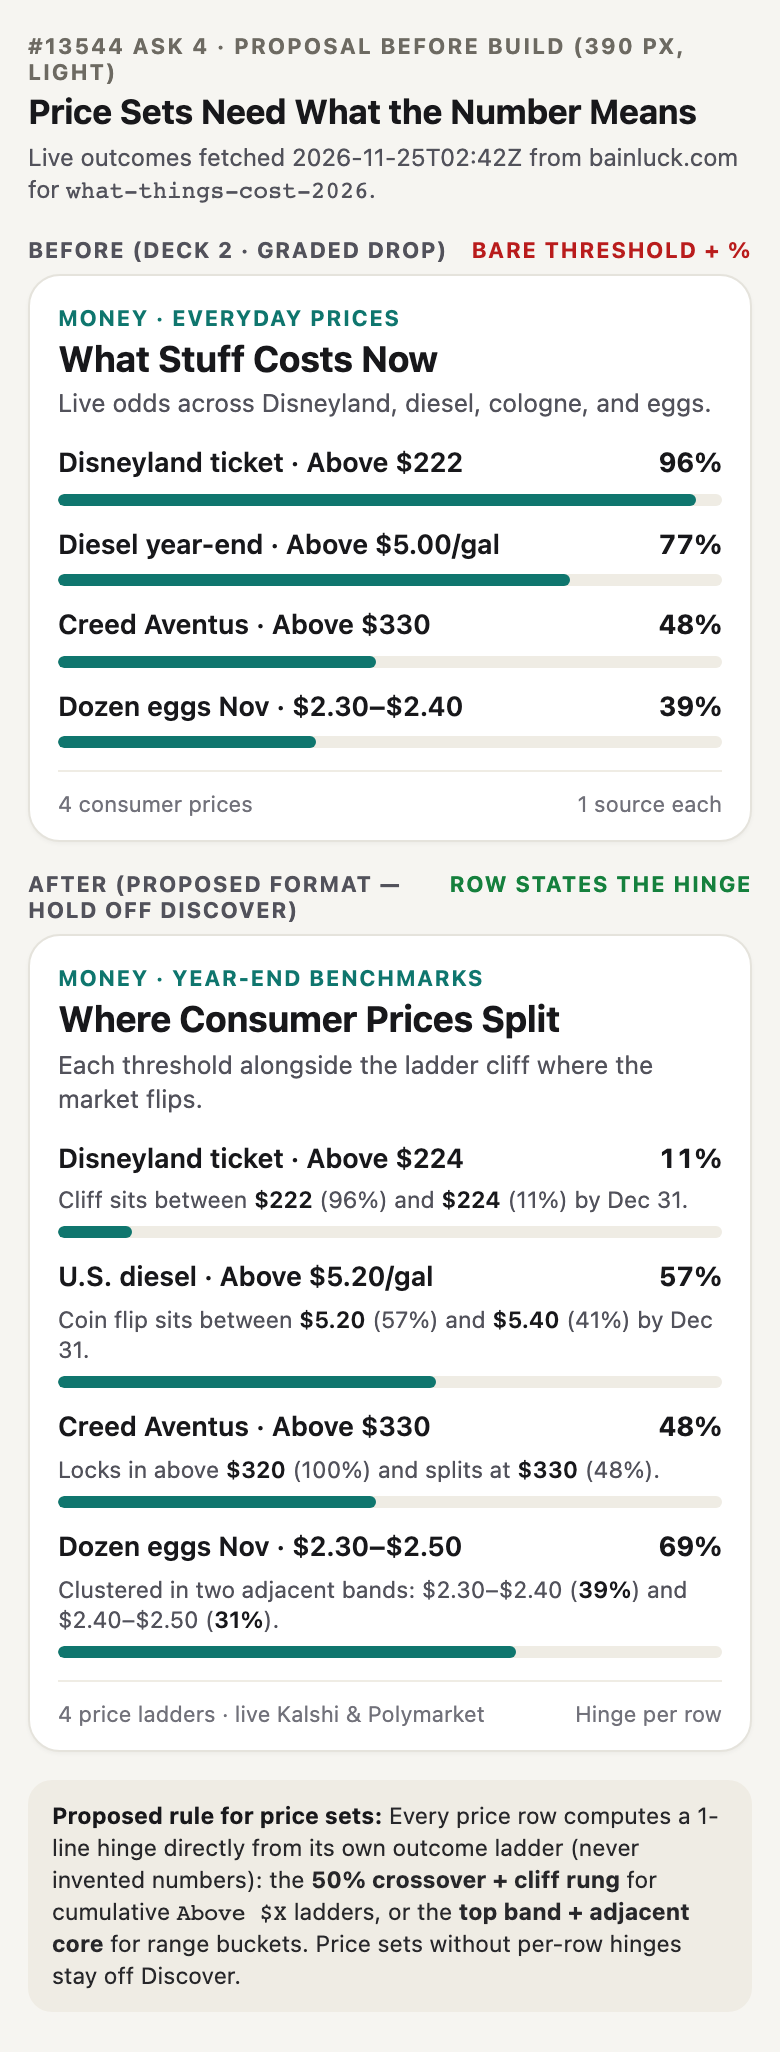 #13544 ASK 4 · PROPOSAL BEFORE BUILD (390 PX,
LIGHT)
Price Sets Need What the Number Means
Live outcomes fetched 2026-11-25T02:42Z from bainluck.com
for what-things-cost-2026.
BEFORE (DECK 2 · GRADED DROP) BARE THRESHOLD + %
MONEY · EVERYDAY PRICES
What Stuff Costs Now
Live odds across Disneyland, diesel, cologne, and eggs.
Disneyland ticket · Above $222 96%
Diesel year-end · Above $5.00/gal 77%
Creed Aventus · Above $330 48%
Dozen eggs Nov · $2.30–$2.40 39%
4 consumer prices 1 source each
AFTER (PROPOSED FORMAT — ROW STATES THE HINGE
HOLD OFF DISCOVER)
MONEY · YEAR-END BENCHMARKS
Where Consumer Prices Split
Each threshold alongside the ladder cliff where the
market flips.
Disneyland ticket · Above $224 11%
Cliff sits between $222 (96%) and $224 (11%) by Dec 31.
U.S. diesel · Above $5.20/gal 57%
Coin flip sits between $5.20 (57%) and $5.40 (41%) by Dec
31.
Creed Aventus · Above $330 48%
Locks in above $320 (100%) and splits at $330 (48%).
Dozen eggs Nov · $2.30–$2.50 69%
Clustered in two adjacent bands: $2.30–$2.40 (39%) and
$2.40–$2.50 (31%).
4 price ladders · live Kalshi & Polymarket Hinge per row
Proposed rule for price sets: Every price row computes a 1-
line hinge directly from its own outcome ladder (never
invented numbers): the 50% crossover + cliff rung for
cumulative Above $X ladders, or the top band + adjacent
core for range buckets. Price sets without per-row hinges
stay off Discover.